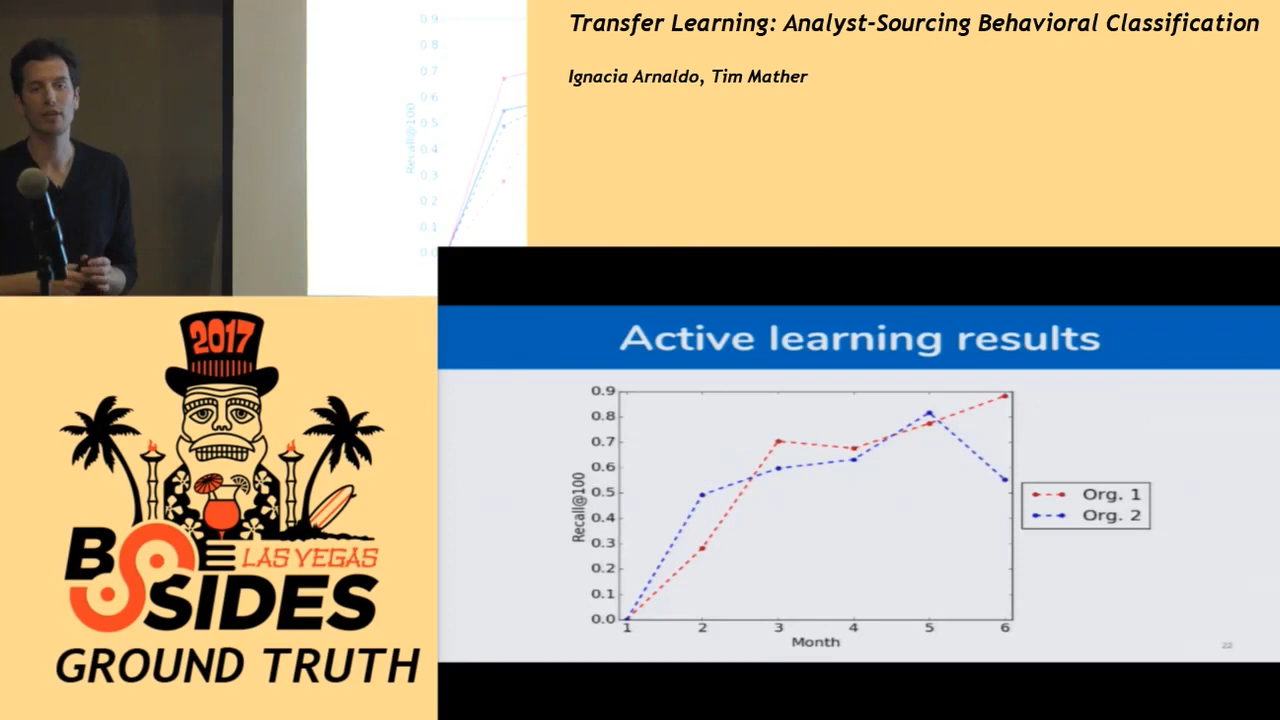 Transfer Learning: Analyst-Sourcing Behavioral Classification
Ignacia Arnaldo, Tim Mather
0.9
0.8
0.7
0.6
0.5
0.4
0.3
0.2
0.1
0.0
Recall@100
2017
BSIDES
LAS VEGAS
GROUND TRUTH
Active learning results
0.9
0.8
0.7
0.6
0.5
0.4
0.3
0.2
0.1
0.0
Recall@100
1 2 3 4 5 6
Month
Org. 1
Org. 2
22